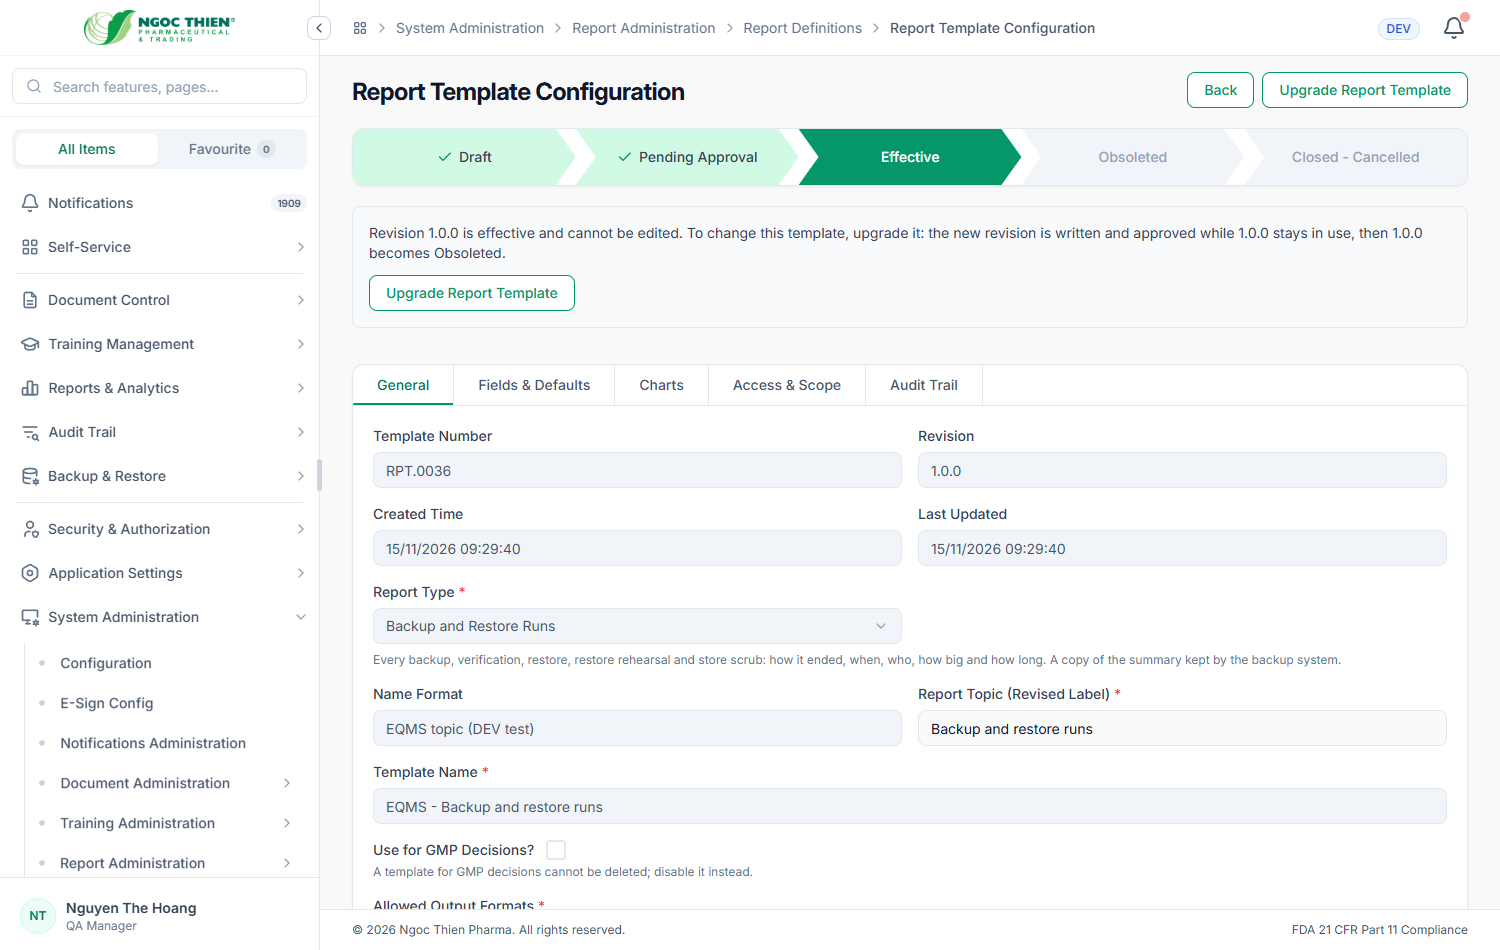 NGOC THIEN®
PHARMACEUTICAL
& TRADING
System Administration
Report Administration
Report Definitions
Report Template Configuration
DEV
Search features, pages...
All Items
Favourite 0
Notifications 1909
Self-Service
Document Control
Training Management
Reports & Analytics
Audit Trail
Backup & Restore
Security & Authorization
Application Settings
System Administration
Configuration
E-Sign Config
Notifications Administration
Document Administration
Training Administration
Report Administration
NT
Nguyen The Hoang
QA Manager
Report Template Configuration
Back
Upgrade Report Template
Draft
Pending Approval
Effective
Obsoleted
Closed - Cancelled
Revision 1.0.0 is effective and cannot be edited. To change this template, upgrade it: the new revision is written and approved while 1.0.0 stays in use, then 1.0.0
becomes Obsoleted.
Upgrade Report Template
General
Fields & Defaults
Charts
Access & Scope
Audit Trail
Template Number
RPT.0036
Revision
1.0.0
Created Time
15/11/2026 09:29:40
Last Updated
15/11/2026 09:29:40
Report Type *
Backup and Restore Runs
Every backup, verification, restore, restore rehearsal and store scrub: how it ended, when, who, how big and how long. A copy of the summary kept by the backup system.
Name Format
EQMS topic (DEV test)
Report Topic (Revised Label) *
Backup and restore runs
Template Name *
EQMS - Backup and restore runs
Use for GMP Decisions?
A template for GMP decisions cannot be deleted; disable it instead.
Allowed Output Formats *
© 2026 Ngoc Thien Pharma. All rights reserved.
FDA 21 CFR Part 11 Compliance